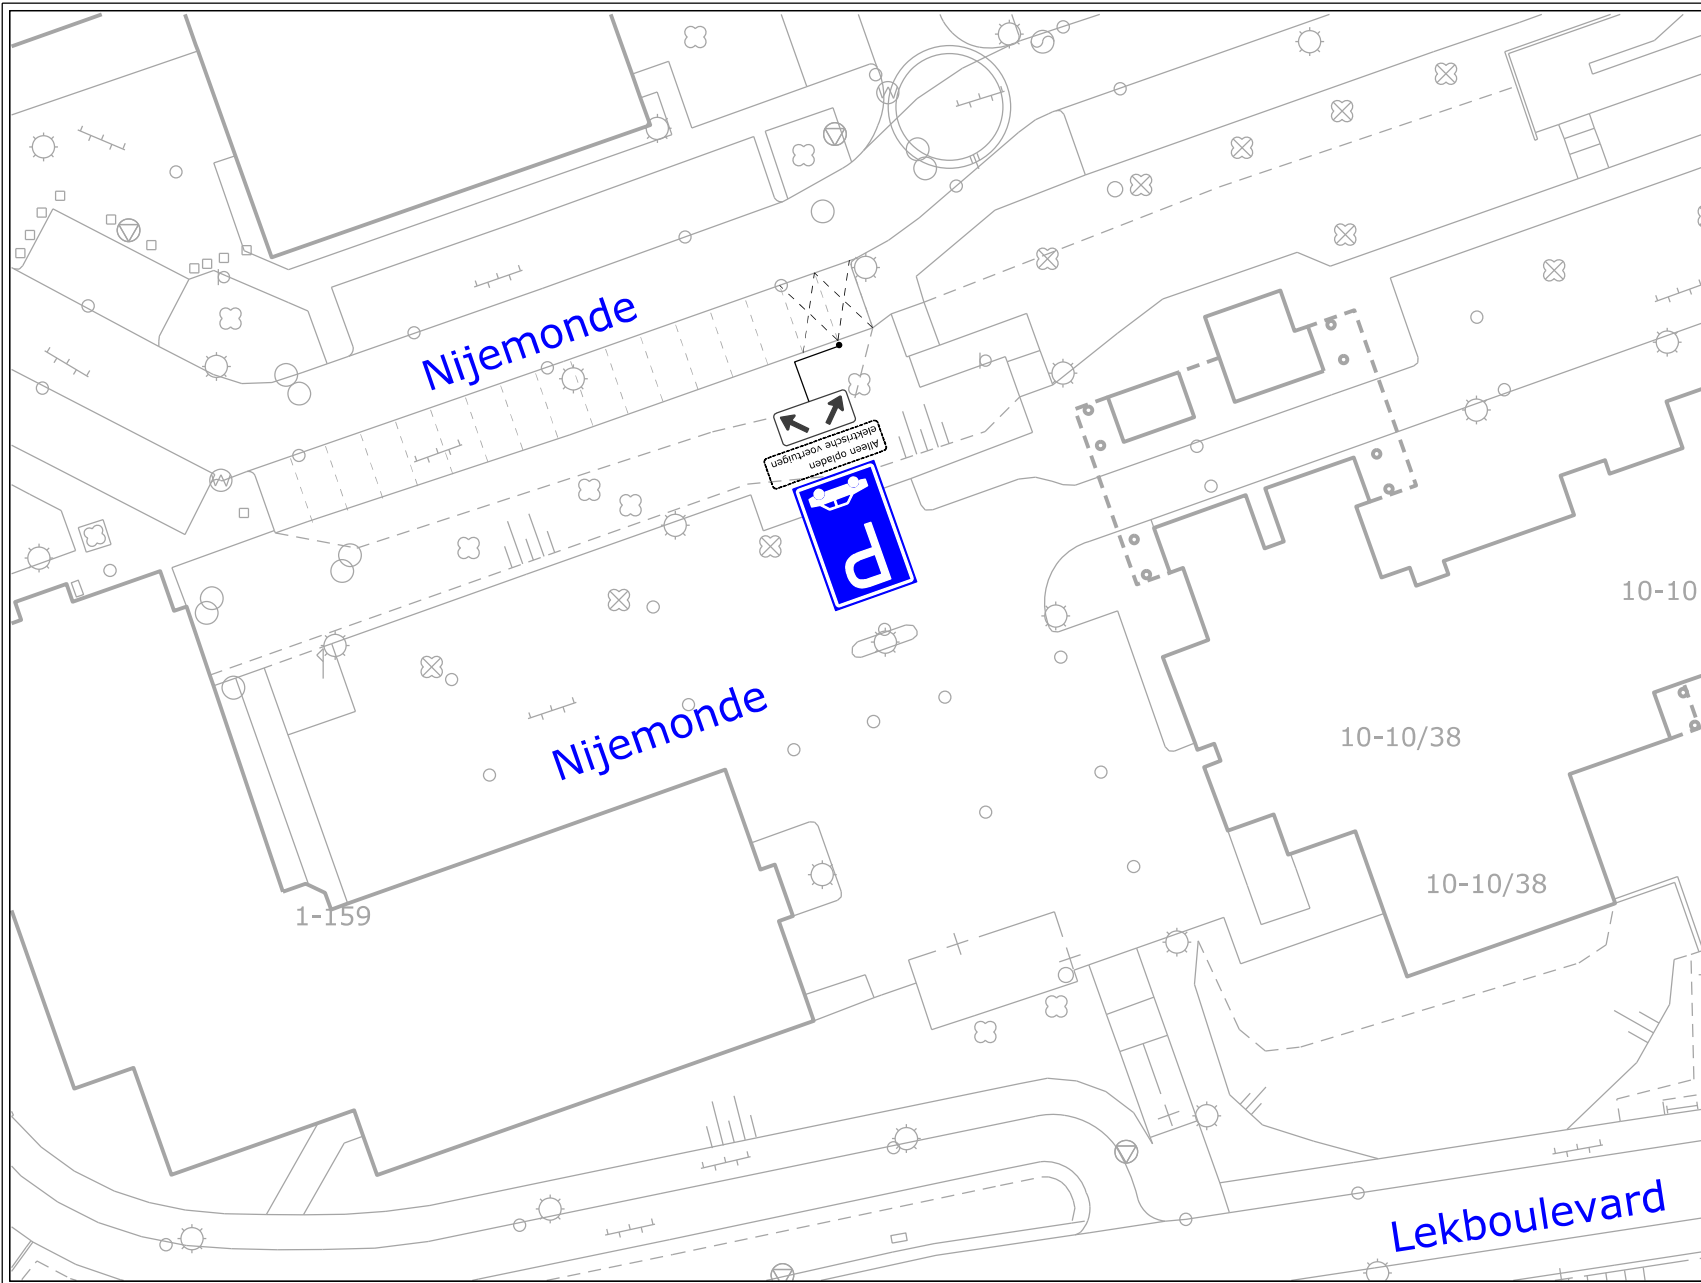 Nijemonde
Alleen opladen
elektrische voertuigen
P
10-10
Nijemonde
10-10/38
10-10/38
1-159
Lekboulevard